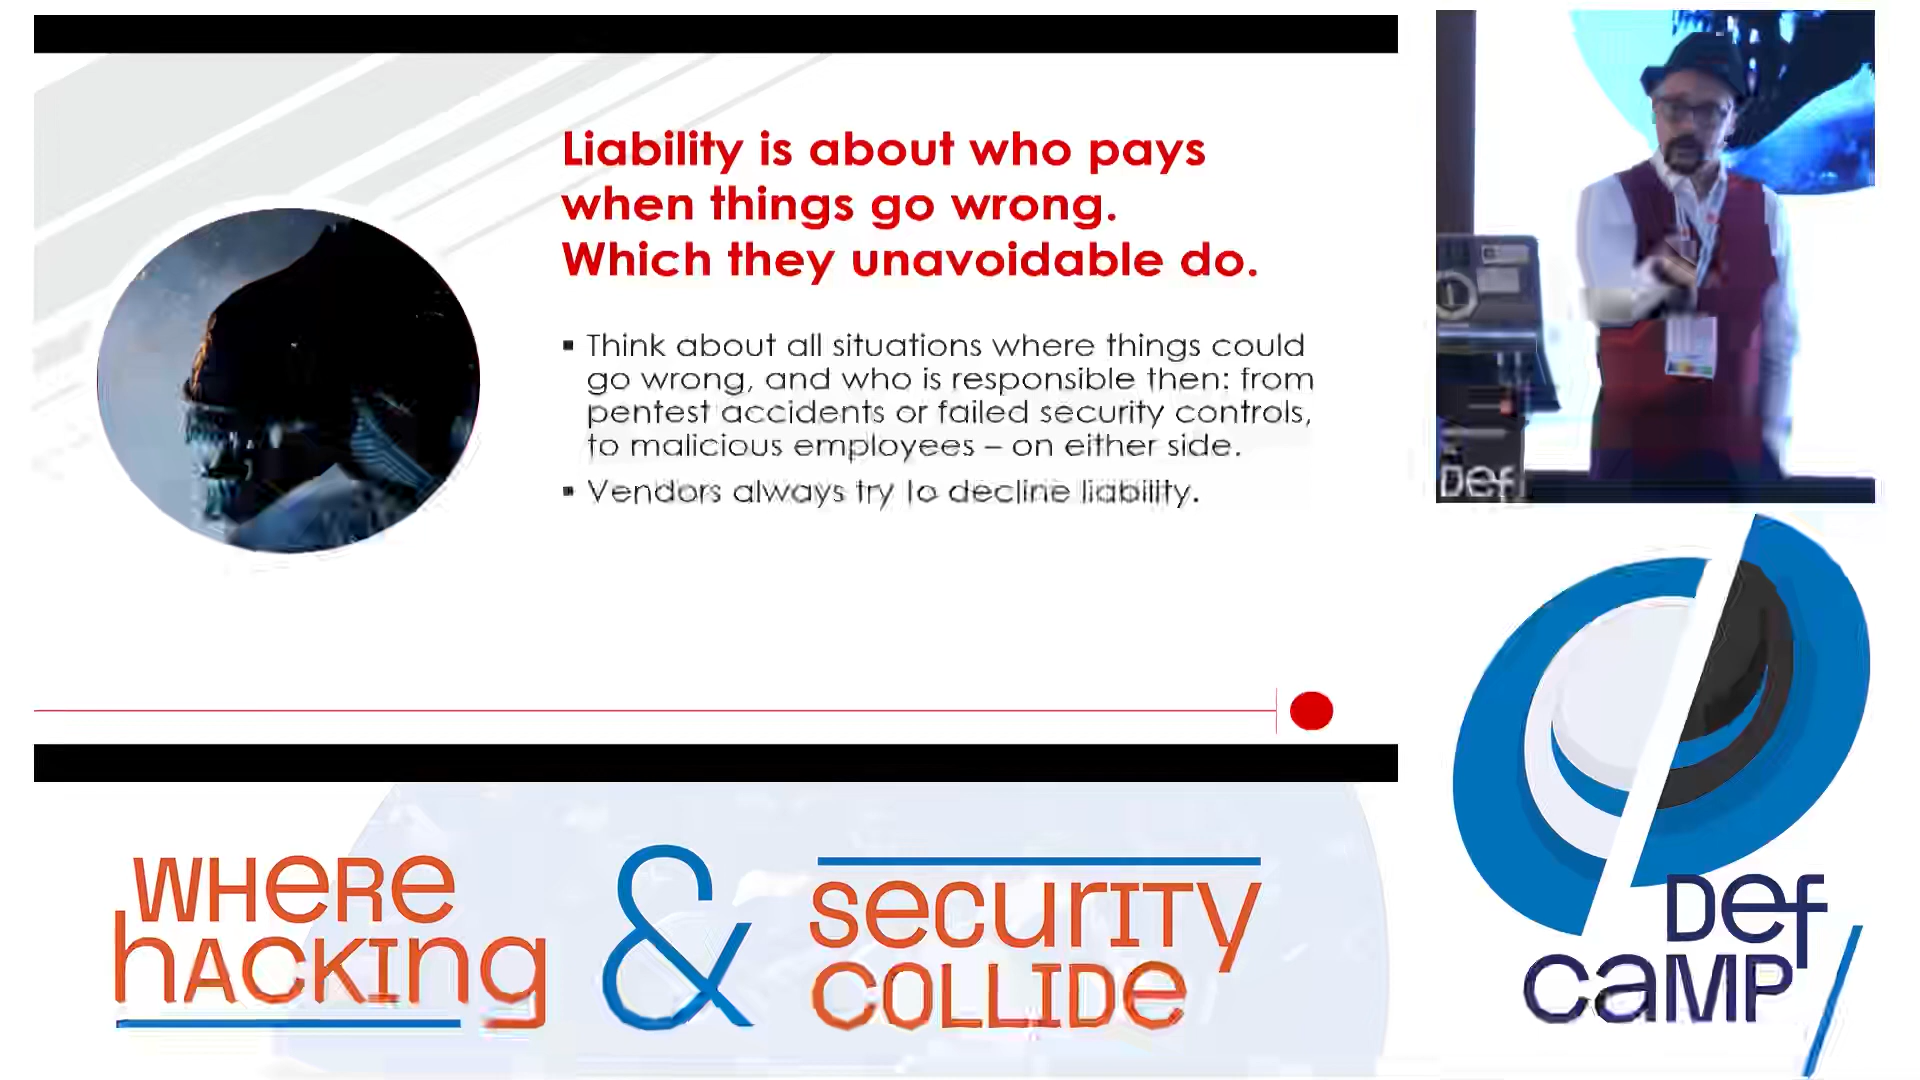 Liability is about who pays
when things go wrong.
Which they unavoidable do.
▪ Think about all situations where things could
go wrong, and who is responsible then: from
pentest accidents or failed security controls,
to malicious employees – on either side.
▪ Vendors always try to decline liability.
Def
WHERE
hACKING
&
securITy
COLLIDe
Def
caMP